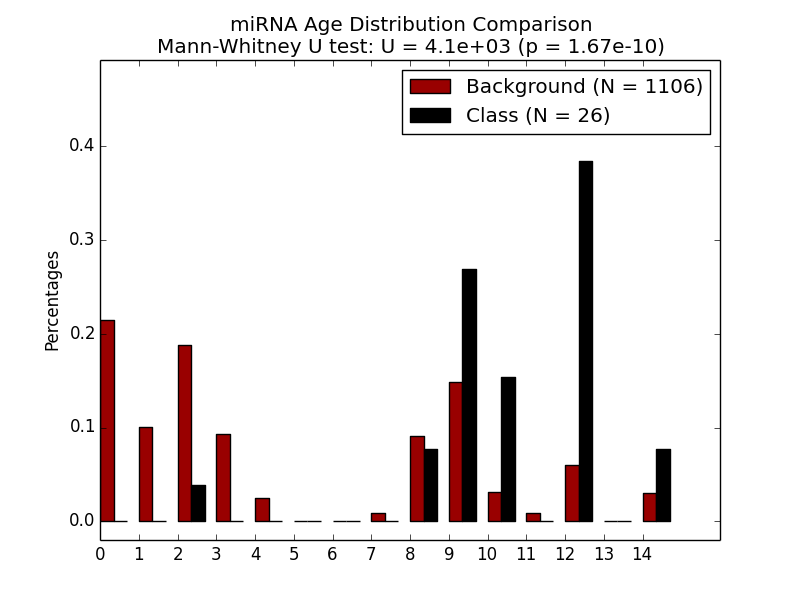 miRNA Age Distribution Comparison
Mann-Whitney U test: U = 4.1e+03 (p = 1.67e-10)
Background (N = 1106)
Class (N = 26)
Percentages
0.4
0.3
0.2
0.1
0.0
0 1 2 3 4 5 6 7 8 9 10 11 12 13 14